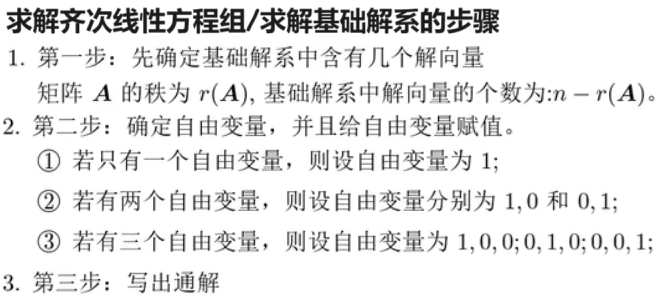 求解齐次线性方程组/求解基础解系的步骤
1. 第一步：先确定基础解系中含有几个解向量
矩阵 A 的秩为 r(A), 基础解系中解向量的个数为:n − r(A)。
2. 第二步：确定自由变量，并且给自由变量赋值。
① 若只有一个自由变量，则设自由变量为 1;
② 若有两个自由变量，则设自由变量分别为 1,0 和 0,1;
③ 若有三个自由变量，则设自由变量为 1,0,0;0,1,0;0,0,1;
3. 第三步：写出通解